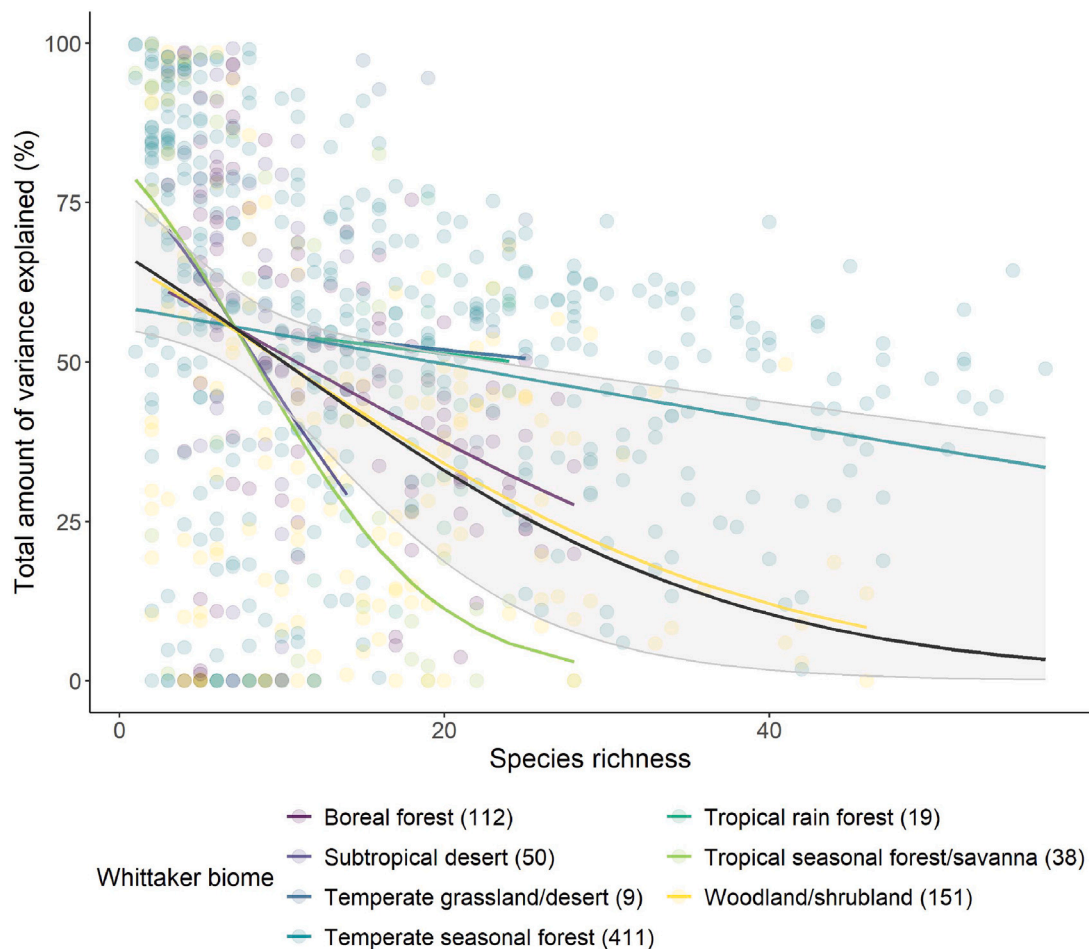 Total amount of variance explained (%)
100
75
50
25
0
0 20 40
Species richness
Whittaker biome
Boreal forest (112)
Subtropical desert (50)
Temperate grassland/desert (9)
Temperate seasonal forest (411)
Tropical rain forest (19)
Tropical seasonal forest/savanna (38)
Woodland/shrubland (151)